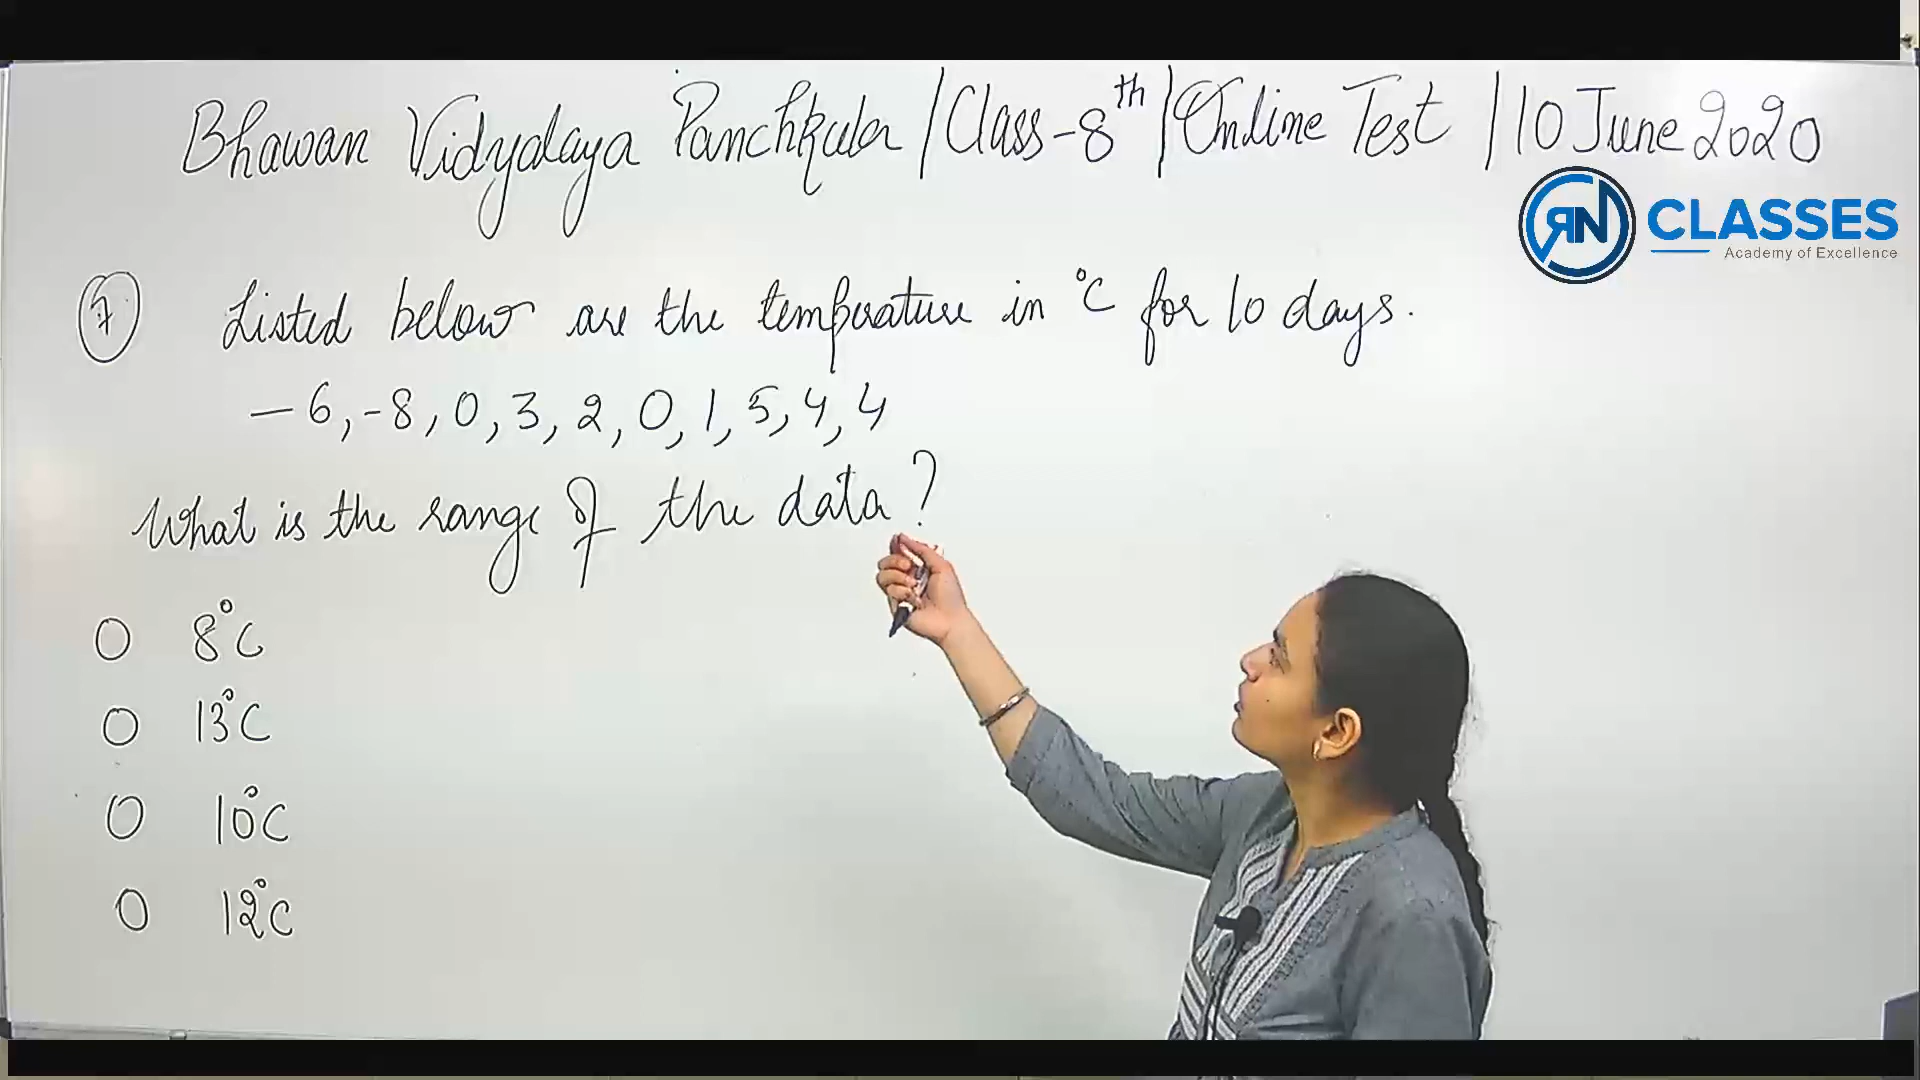 Bhawan Vidyalaya Panchkula / Class-8th / Online Test / 10 June 2020
RN CLASSES
Academy of Excellence
7 Listed below are the temperature in °C for 10 days.
-6, -8, 0, 3, 2, 0, 1, 5, 4, 4
What is the range of the data?
8°C
13°C
10°C
12°C